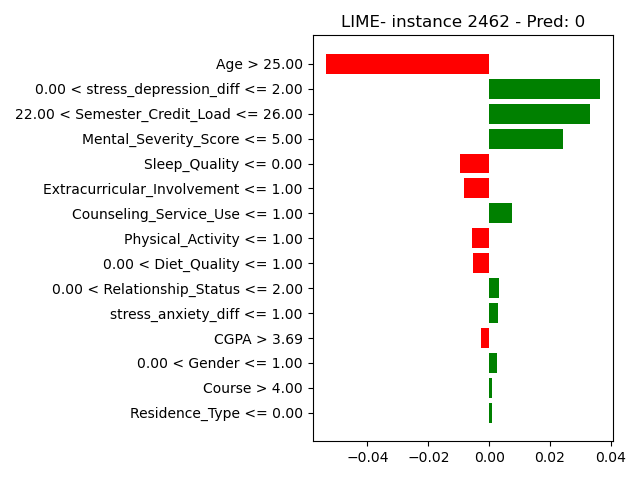 LIME- instance 2462 - Pred: 0
Age > 25.00
0.00 < stress_depression_diff <= 2.00
22.00 < Semester_Credit_Load <= 26.00
Mental_Severity_Score <= 5.00
Sleep_Quality <= 0.00
Extracurricular_Involvement <= 1.00
Counseling_Service_Use <= 1.00
Physical_Activity <= 1.00
0.00 < Diet_Quality <= 1.00
0.00 < Relationship_Status <= 2.00
stress_anxiety_diff <= 1.00
CGPA > 3.69
0.00 < Gender <= 1.00
Course > 4.00
Residence_Type <= 0.00
−0.04 −0.02 0.00 0.02 0.04